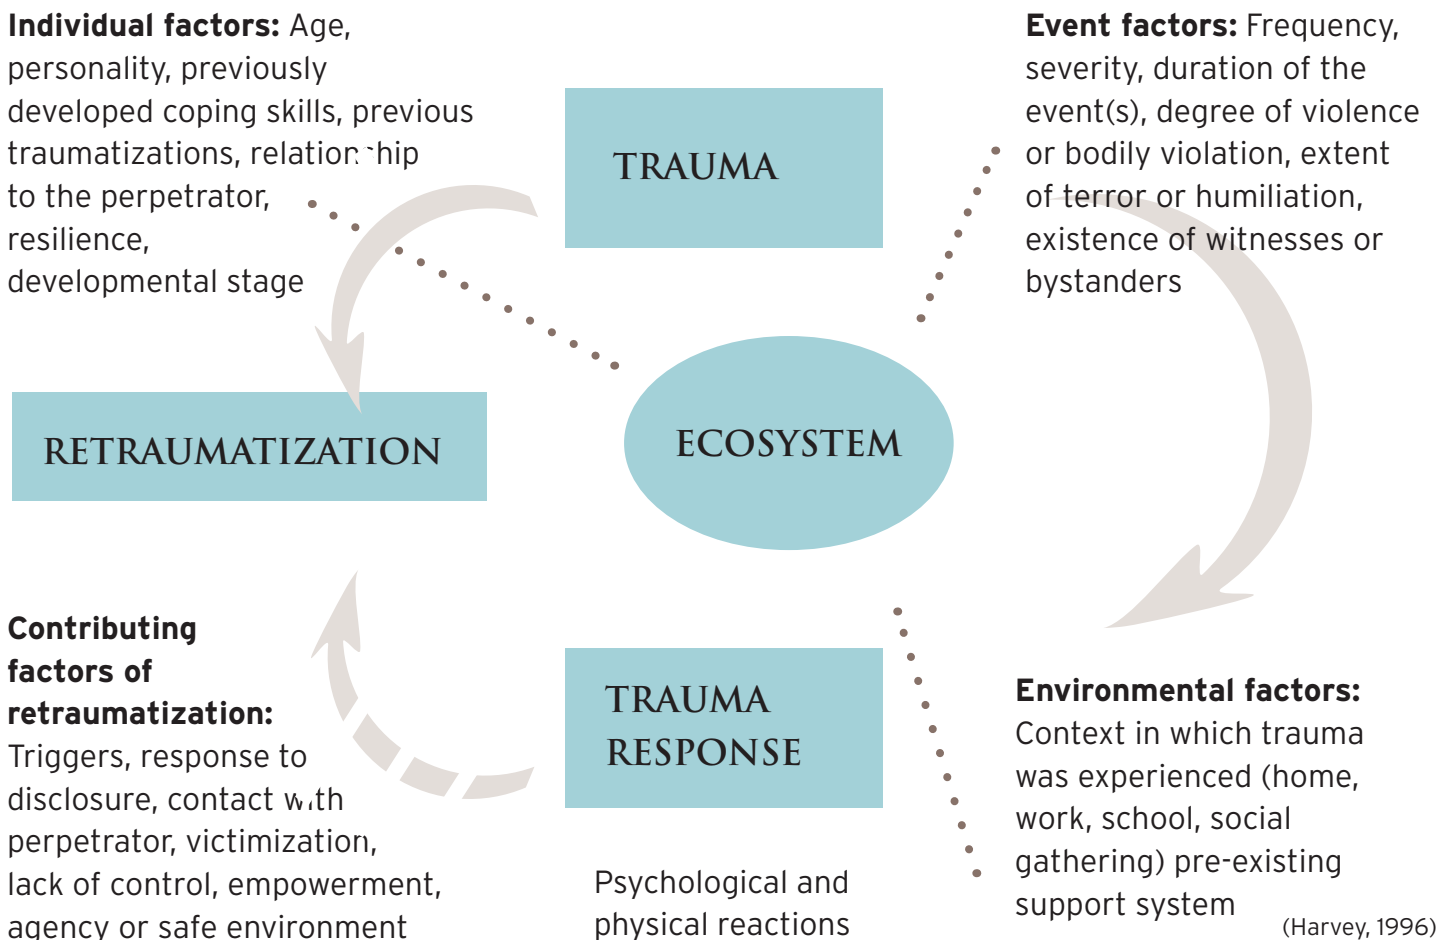 Individual factors: Age,
personality, previously
developed coping skills, previous
traumatizations, relationship
to the perpetrator,
resilience,
developmental stage
TRAUMA
Event factors: Frequency,
severity, duration of the
event(s), degree of violence
or bodily violation, extent
of terror or humiliation,
existence of witnesses or
bystanders
RETRAUMATIZATION
ECOSYSTEM
Contributing
factors of
retraumatization:
Triggers, response to
disclosure, contact with
perpetrator, victimization,
lack of control, empowerment,
agency or safe environment
TRAUMA
RESPONSE
Psychological and
physical reactions
Environmental factors:
Context in which trauma
was experienced (home,
work, school, social
gathering) pre-existing
support system
(Harvey, 1996)